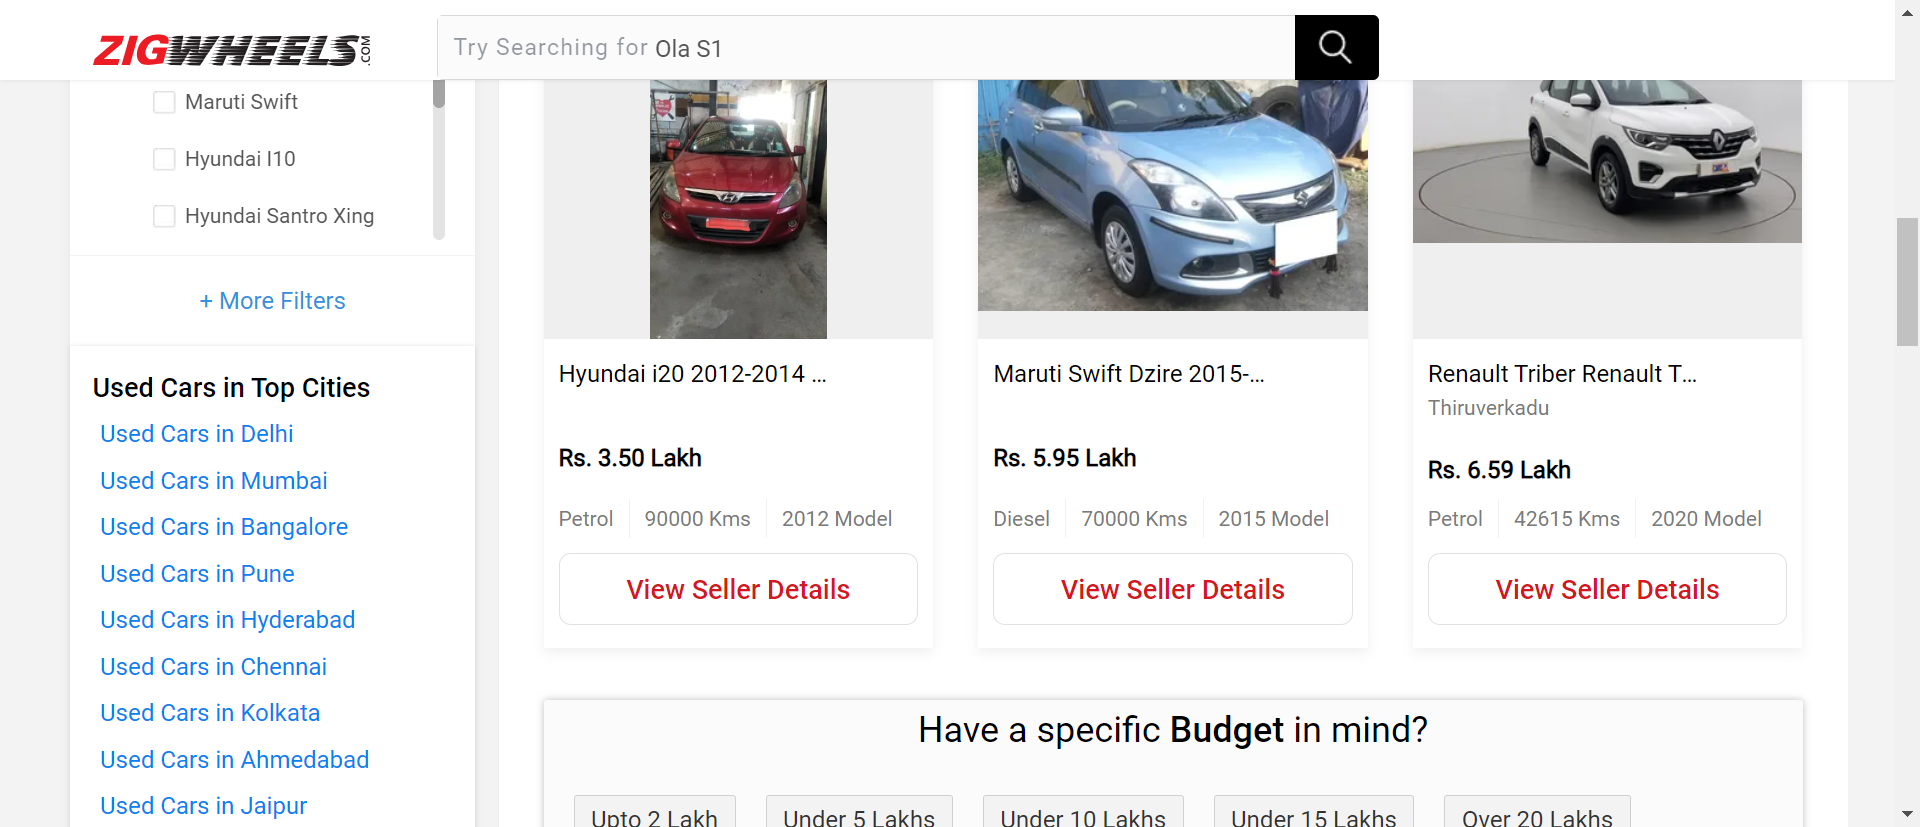 ZIGWHEELS.COM
Try Searching for Ola S1
Maruti Swift
Hyundai I10
Hyundai Santro Xing
+ More Filters
Used Cars in Top Cities
Used Cars in Delhi
Used Cars in Mumbai
Used Cars in Bangalore
Used Cars in Pune
Used Cars in Hyderabad
Used Cars in Chennai
Used Cars in Kolkata
Used Cars in Ahmedabad
Used Cars in Jaipur
Hyundai i20 2012-2014 ...
Rs. 3.50 Lakh
Petrol 90000 Kms 2012 Model
View Seller Details
Maruti Swift Dzire 2015-...
Rs. 5.95 Lakh
Diesel 70000 Kms 2015 Model
View Seller Details
Renault Triber Renault T...
Thiruverkadu
Rs. 6.59 Lakh
Petrol 42615 Kms 2020 Model
View Seller Details
Have a specific Budget in mind?
Upto 2 Lakh
Under 5 Lakhs
Under 10 Lakhs
Under 15 Lakhs
Over 20 Lakhs